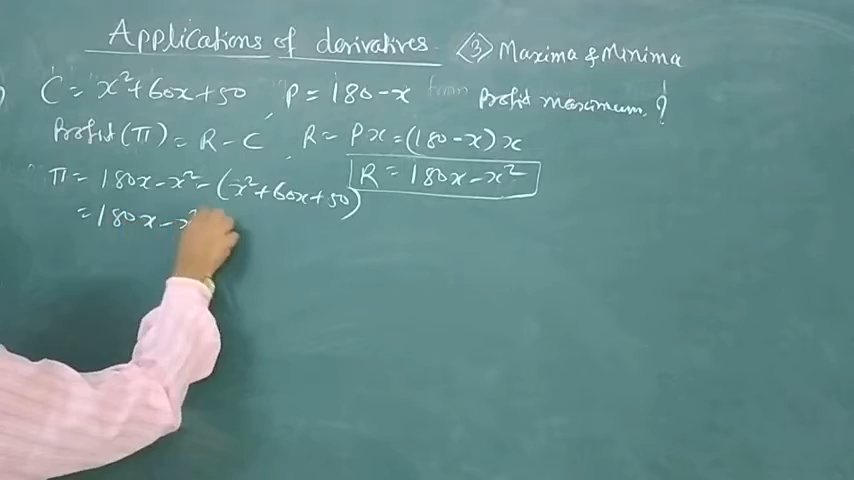 Applications of derivatives. <3> Maxima & Minima
) C = x²+60x+50 , P = 180-x Profit maximum. ?
Profit (π) = R - C , R = Px = (180-x) x
π = 180x - x² - (x²+60x+50) R = 180x - x²
= 180x - x²